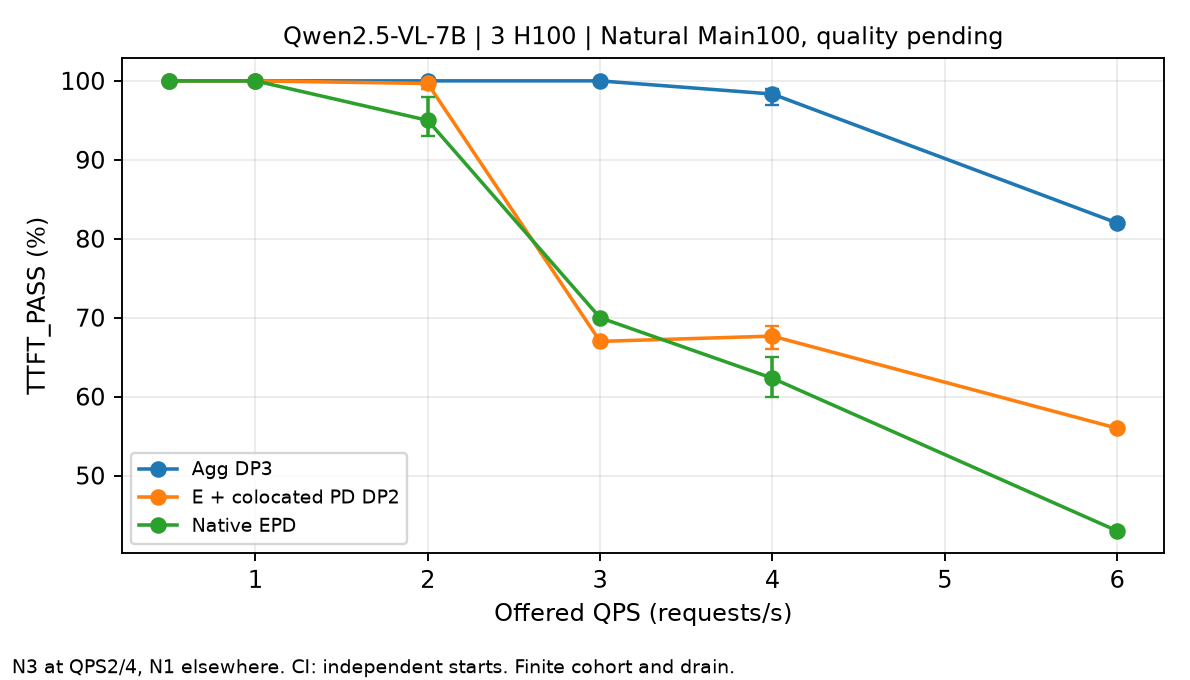 Qwen2.5-VL-7B | 3 H100 | Natural Main100, quality pending
TTFT_PASS (%)
100
90
80
70
60
50
Agg DP3
E + colocated PD DP2
Native EPD
1 2 3 4 5 6
Offered QPS (requests/s)
N3 at QPS2/4, N1 elsewhere. CI: independent starts. Finite cohort and drain.